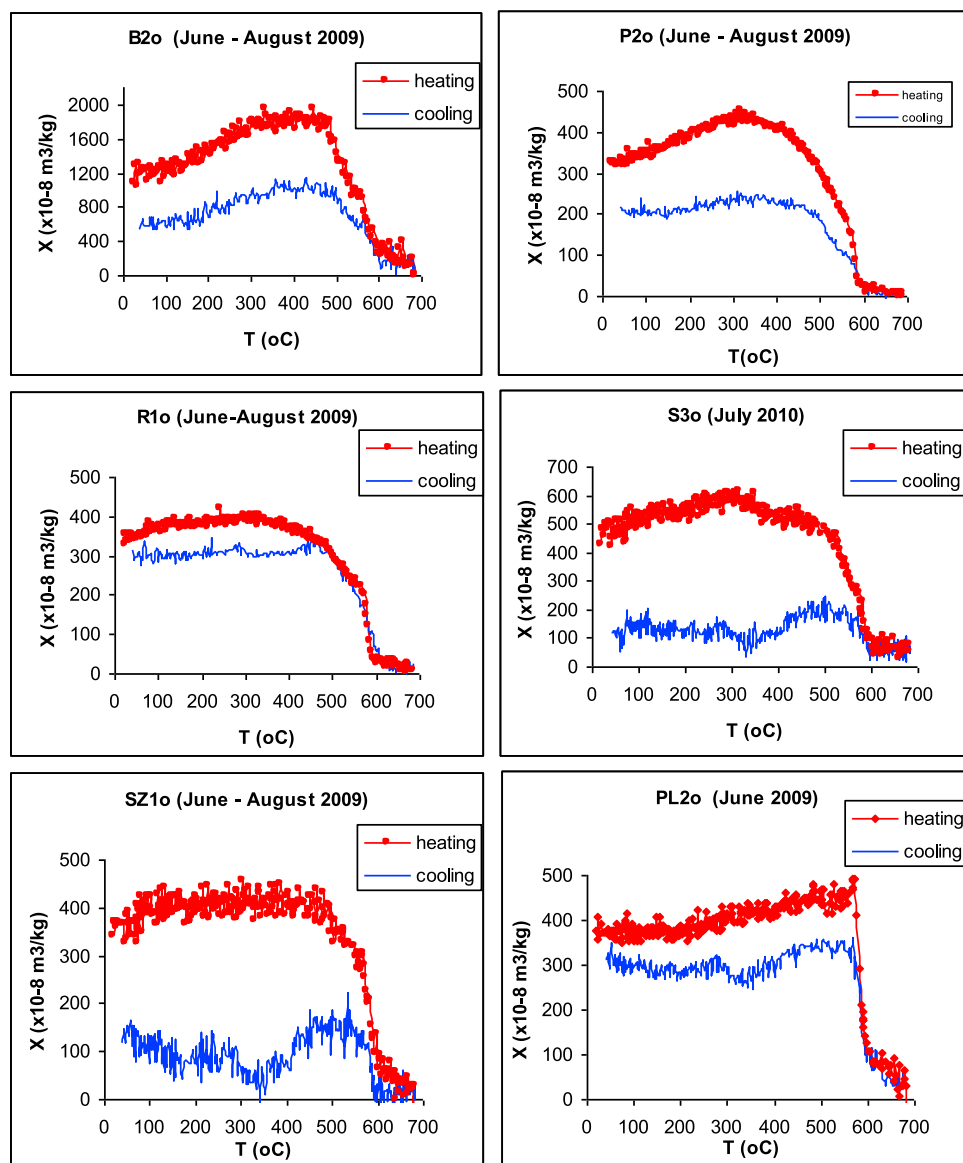 B2o (June - August 2009)
heating
cooling
X (x10-8 m3/kg)
2000
1600
1200
800
400
0
0 100 200 300 400 500 600 700
T (oC)
P2o (June - August 2009)
heating
cooling
X (x10-8 m3/kg)
500
400
300
200
100
0
0 100 200 300 400 500 600 700
T(oC)
R1o (June-August 2009)
heating
cooling
X (x10-8 m3/kg)
500
400
300
200
100
0
0 100 200 300 400 500 600 700
T (oC)
S3o (July 2010)
heating
cooling
X (x10-8 m3/kg)
700
600
500
400
300
200
100
0
0 100 200 300 400 500 600 700
T (oC)
SZ1o (June - August 2009)
heating
cooling
X (x10-8 m3/kg)
500
400
300
200
100
0
0 100 200 300 400 500 600 700
T (oC)
PL2o (June 2009)
heating
cooling
X (x10-8 m3/kg)
500
400
300
200
100
0
0 100 200 300 400 500 600 700
T (oC)